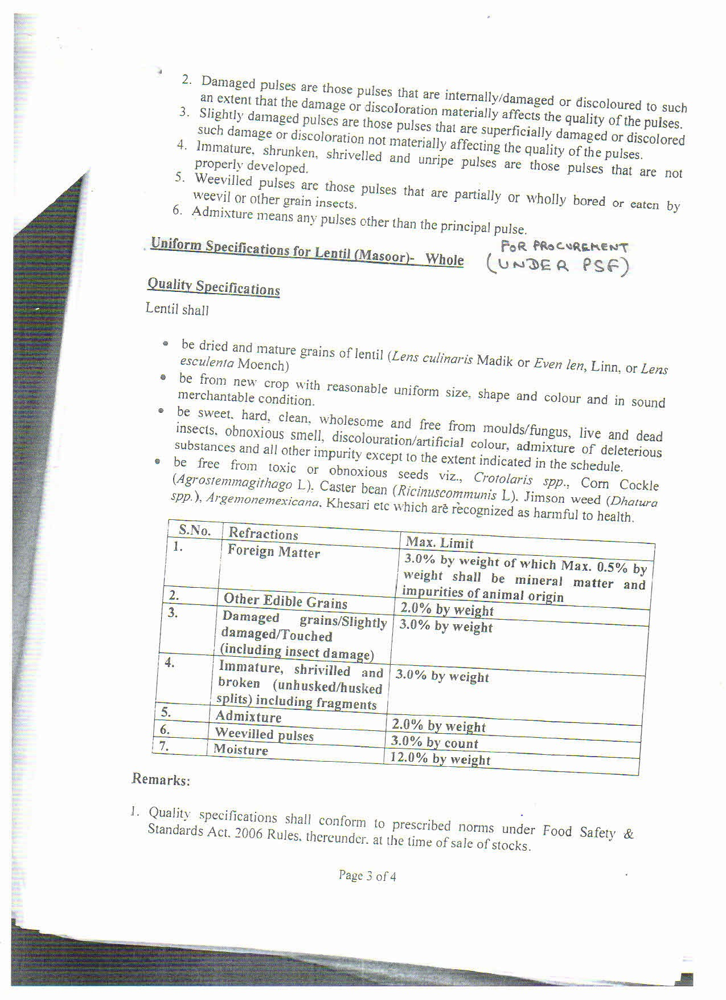 2. Damaged pulses are those pulses that are internally/damaged or discoloured to such
an extent that the damage or discoloration materially affects the quality of the pulses.
3. Slightly damaged pulses are those pulses that are superficially damaged or discolored
such damage or discoloration not materially affecting the quality of the pulses.
4. Immature, shrunken, shrivelled and unripe pulses are those pulses that are not
properly developed.
5. Weevilled pulses are those pulses that are partially or wholly bored or eaten by
weevil or other grain insects.
6. Admixture means any pulses other than the principal pulse.
Uniform Specifications for Lentil (Masoor)- Whole
FOR PROCUREMENT
(UNDER PSF)
Quality Specifications
Lentil shall
• be dried and mature grains of lentil (Lens culinaris Madik or Even len, Linn, or Lens
esculenta Moench)
• be from new crop with reasonable uniform size, shape and colour and in sound
merchantable condition.
• be sweet, hard, clean, wholesome and free from moulds/fungus, live and dead
insects, obnoxious smell, discolouration/artificial colour, admixture of deleterious
substances and all other impurity except to the extent indicated in the schedule.
• be free from toxic or obnoxious seeds viz., Crotolaris spp., Corn Cockle
(Agrostemmagithago L), Caster bean (Ricinuscommunis L). Jimson weed (Dhatura
spp.), Argemonemexicana, Khesari etc which are recognized as harmful to health.
S.No. Refractions Max. Limit
1. Foreign Matter 3.0% by weight of which Max. 0.5% by
weight shall be mineral matter and
impurities of animal origin
2. Other Edible Grains 2.0% by weight
3. Damaged grains/Slightly 3.0% by weight
damaged/Touched
(including insect damage)
4. Immature, shrivilled and 3.0% by weight
broken (unhusked/husked
splits) including fragments
5. Admixture 2.0% by weight
6. Weevilled pulses 3.0% by count
7. Moisture 12.0% by weight
Remarks:
1. Quality specifications shall conform to prescribed norms under Food Safety &
Standards Act. 2006 Rules, thereunder. at the time of sale of stocks.
Page 3 of 4